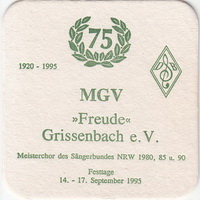 75
1920 - 1995
MGV
»Freude«
Grissenbach e.V.
Meisterchor des Sängerbundes NRW 1980, 85 u. 90
Festtage
14. - 17. September 1995